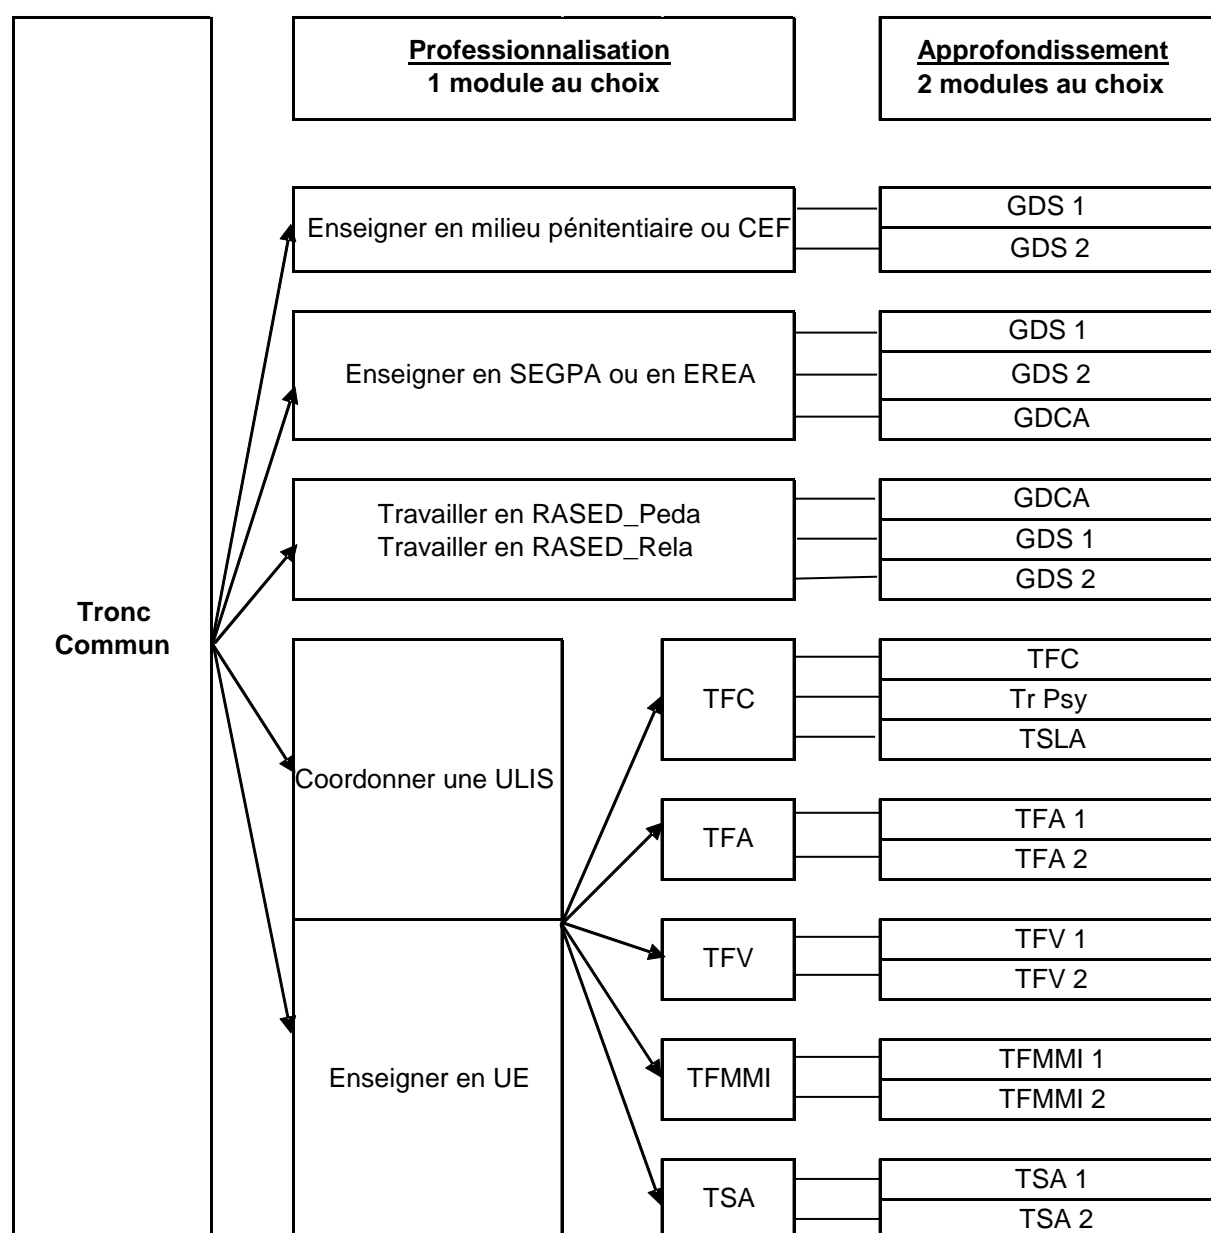 Professionnalisation
1 module au choix
Approfondissement
2 modules au choix
Tronc
Commun
Enseigner en milieu pénitentiaire ou CEF
GDS 1
GDS 2
Enseigner en SEGPA ou en EREA
GDS 1
GDS 2
GDCA
Travailler en RASED_Peda
Travailler en RASED_Rela
GDCA
GDS 1
GDS 2
Coordonner une ULIS
Enseigner en UE
TFC
TFC
Tr Psy
TSLA
TFA
TFA 1
TFA 2
TFV
TFV 1
TFV 2
TFMMI
TFMMI 1
TFMMI 2
TSA
TSA 1
TSA 2